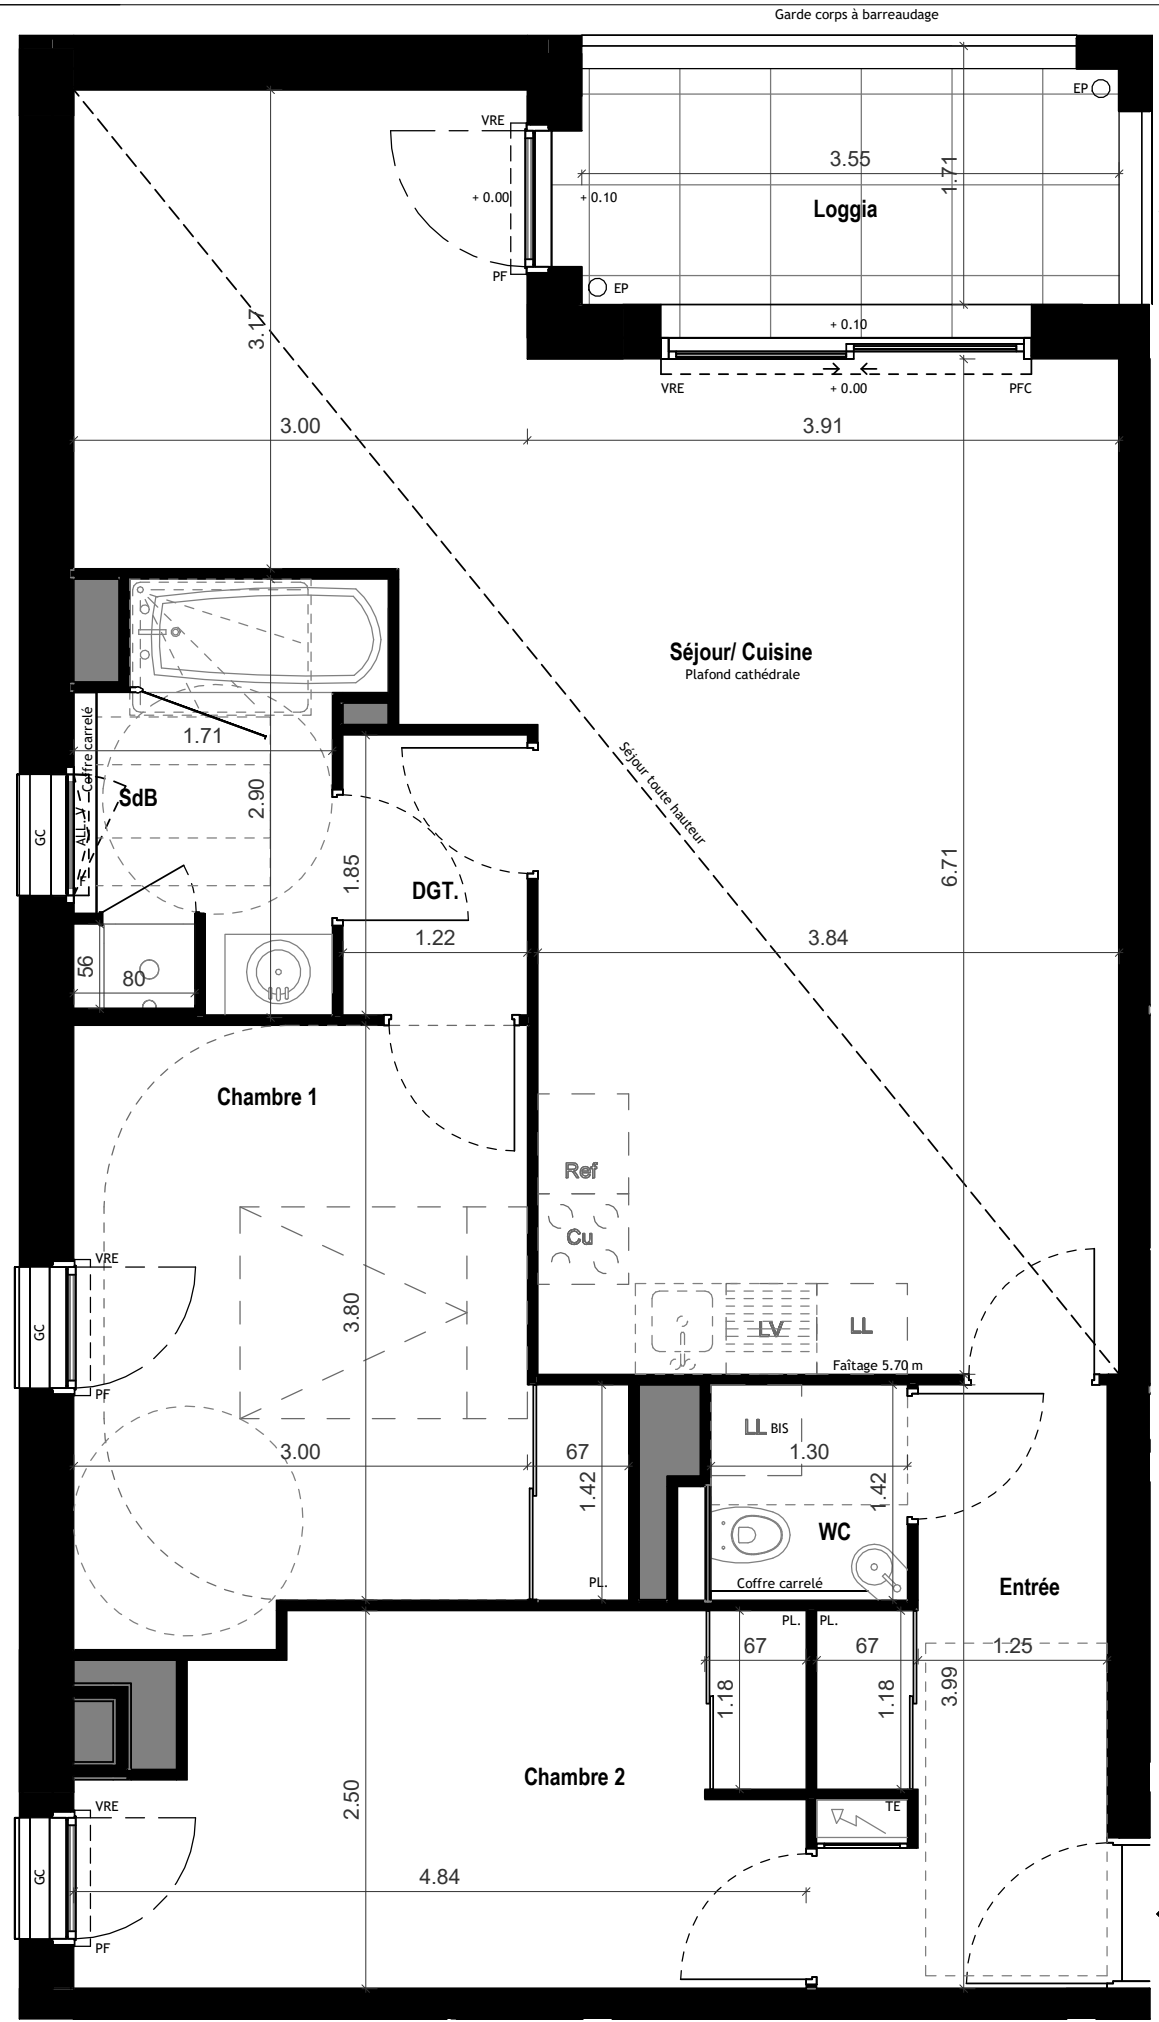 Garde corps à barreaudage
EP
VRE
3.55
1.71
+ 0.00
+ 0.10
Loggia
PF
EP
3.17
+ 0.10
VRE
+ 0.00
PFC
3.00
3.91
Séjour/ Cuisine
Plafond cathédrale
Coffre carrelé
1.71
Séjour toute hauteur
SdB
2.90
GC
ALL.V
F
1.85
6.71
DGT.
1.22
3.84
56
80
Chambre 1
Ref
Cu
VRE
3.80
GC
LV
LL
Faîtage 5.70 m
PF
LL BIS
3.00
67
1.30
1.42
1.42
WC
PL.
Coffre carrelé
Entrée
PL.
PL.
67
67
1.25
1.18
1.18
3.99
Chambre 2
2.50
VRE
TE
GC
4.84
PF